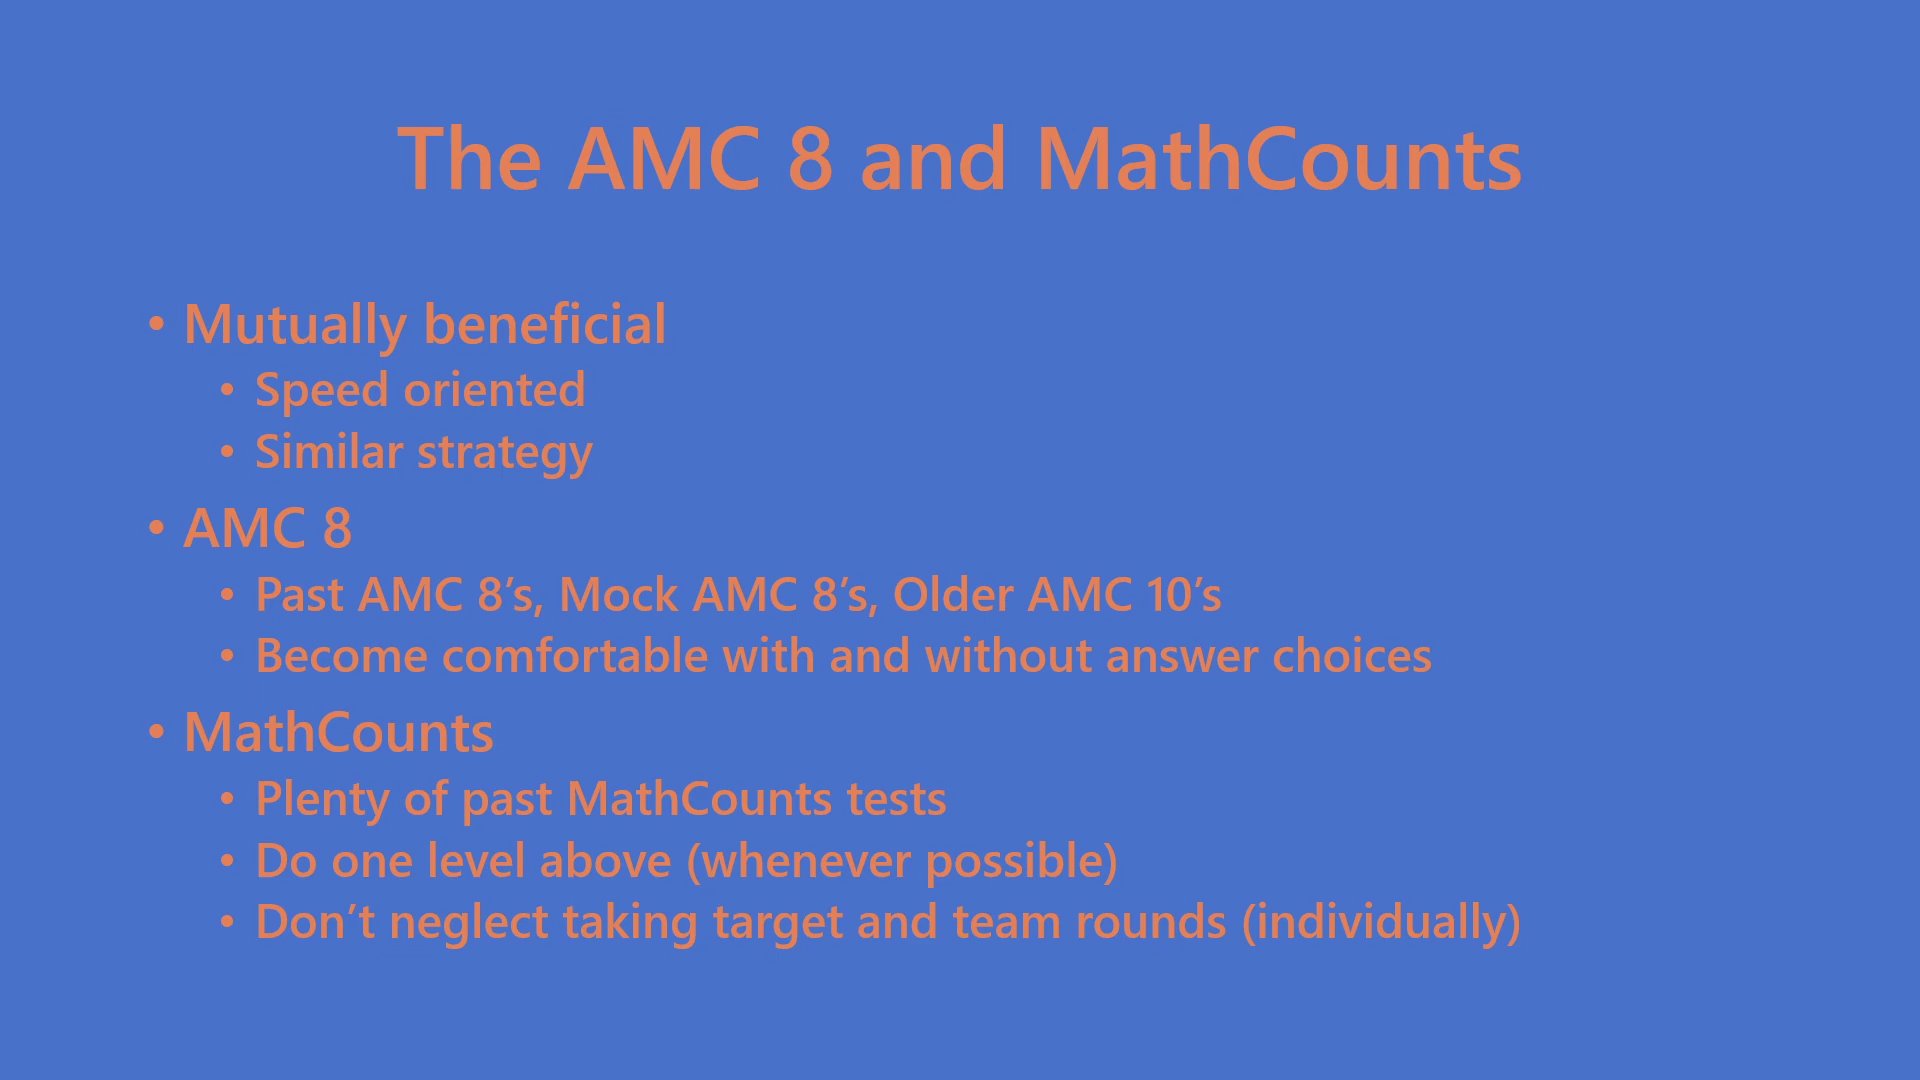 The AMC 8 and MathCounts
• Mutually beneficial
• Speed oriented
• Similar strategy
• AMC 8
• Past AMC 8’s, Mock AMC 8’s, Older AMC 10’s
• Become comfortable with and without answer choices
• MathCounts
• Plenty of past MathCounts tests
• Do one level above (whenever possible)
• Don’t neglect taking target and team rounds (individually)